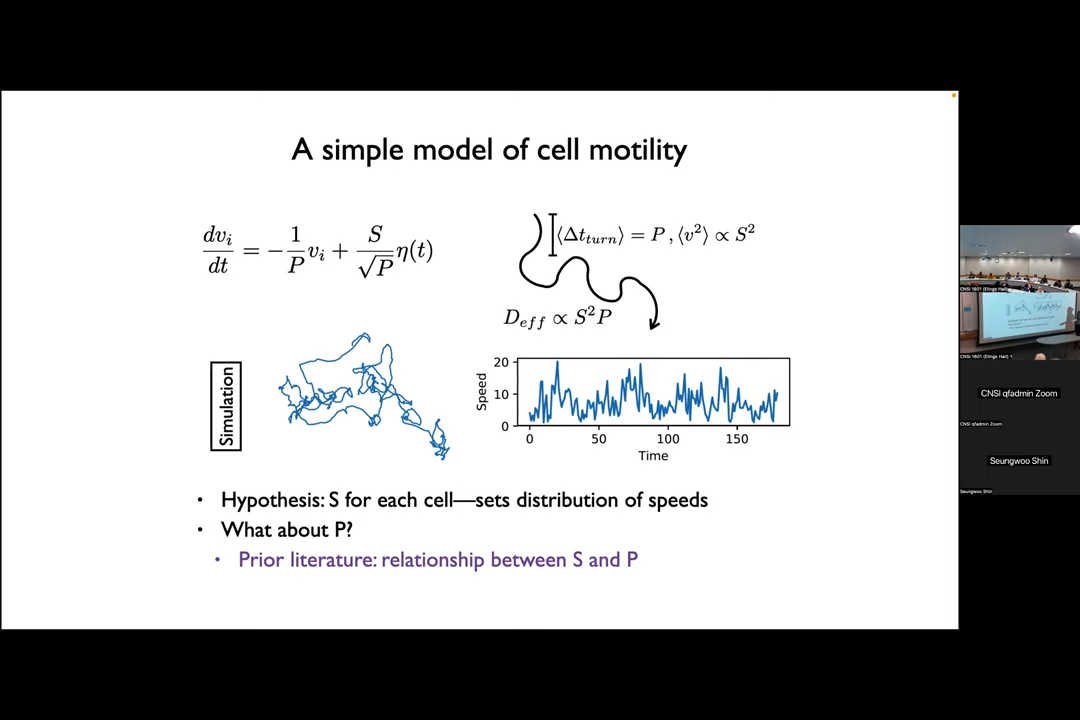 A simple model of cell motility
dv_i/dt = -1/P v_i + S/√P η(t)
⟨Δt_turn⟩ = P , ⟨v²⟩ ∝ S²
D_eff ∝ S²P
Simulation
Speed
20
10
0
0 50 100 150
Time
• Hypothesis: S for each cell—sets distribution of speeds
• What about P?
• Prior literature: relationship between S and P
CNSI 1601 (Elings Hall)
CNSI 1601 (Elings Hall) 1
CNSI qfadmin Zoom
CNSI qfadmin Zoom
Seungwoo Shin
Seungwoo Shin